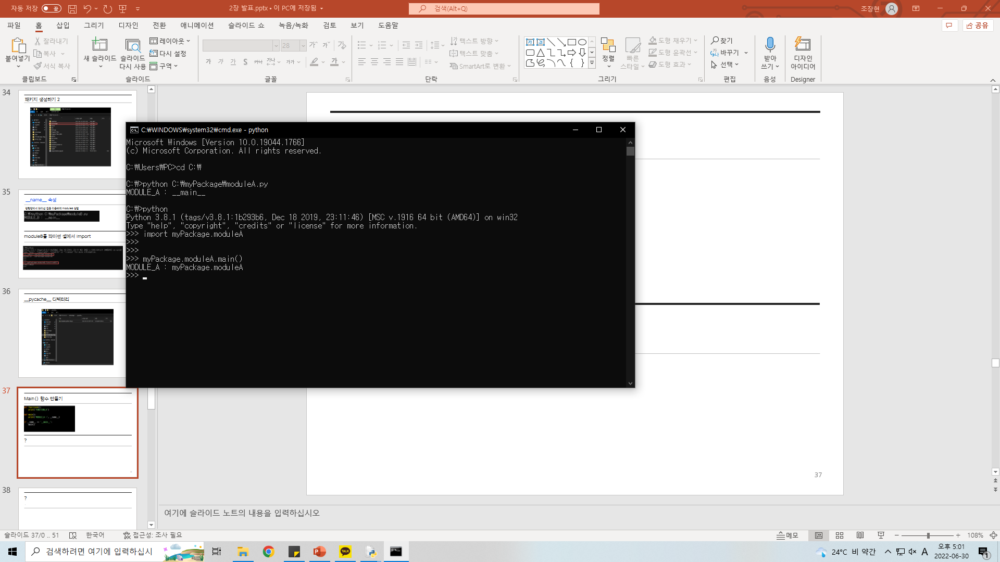 자동 저장
끔
2장 발표.pptx • 이 PC에 저장됨
검색(Alt+Q)
조장현
파일
홈
삽입
그리기
디자인
전환
애니메이션
슬라이드 쇼
녹음/녹화
검토
보기
도움말
공유
붙여넣기
잘라내기
복사
서식 복사
클립보드
새 슬라이드
슬라이드
다시 사용
레이아웃
다시 설정
구역
슬라이드
28
글꼴
텍스트 방향
텍스트 맞춤
SmartArt로 변환
단락
정렬
빠른
스타일
도형 채우기
도형 윤곽선
도형 효과
그리기
찾기
바꾸기
선택
편집
받아
쓰기
음성
디자인
아이디어
Designer
34
패키지 생성하기 2
35
__name__ 속성
C:₩>python C:₩myPackage₩moduleB.py
MODULE_B : __main__
moduleB를 파이썬 셸에서 import
36
__pycache__ 디렉터리
37
Main() 함수 만들기
def functionA():
print('FUNCTION_A')
def main():
print('MODULE_A :', __name__)
if __name__ == '__main__':
main()
?
38
?
C:₩WINDOWS₩system32₩cmd.exe - python
Microsoft Windows [Version 10.0.19044.1766]
(c) Microsoft Corporation. All rights reserved.
C:₩Users₩PC>cd C:₩
C:₩>python C:₩myPackage₩moduleA.py
MODULE_A : __main__
C:₩>python
Python 3.8.1 (tags/v3.8.1:1b293b6, Dec 18 2019, 23:11:46) [MSC v.1916 64 bit (AMD64)] on win32
Type "help", "copyright", "credits" or "license" for more information.
>>> import myPackage.moduleA
>>>
>>>
>>> myPackage.moduleA.main()
MODULE_A : myPackage.moduleA
>>>
37
여기에 슬라이드 노트의 내용을 입력하십시오
슬라이드 37/0 .. 51
한국어
접근성: 조사 필요
메모
108%
검색하려면 여기에 입력하십시
TALK
24°C 비 약간
A
오후 5:01
2022-06-30
1